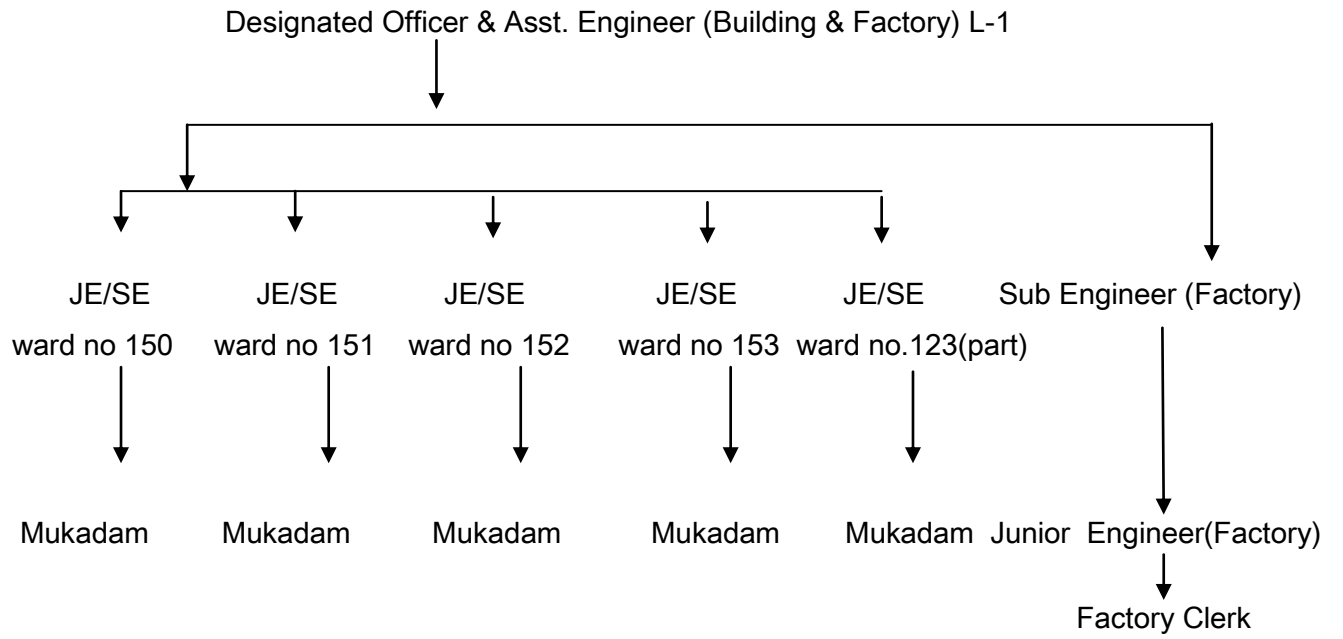 Designated Officer & Asst. Engineer (Building & Factory) L-1
JE/SE JE/SE JE/SE JE/SE JE/SE Sub Engineer (Factory)
ward no 150 ward no 151 ward no 152 ward no 153 ward no.123(part)
Mukadam Mukadam Mukadam Mukadam Mukadam Junior Engineer(Factory)
Factory Clerk